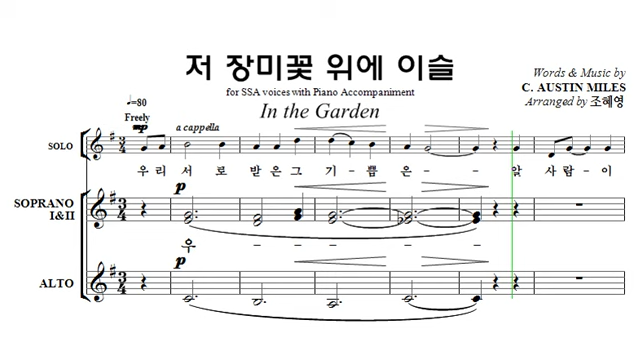 저 장미꽃 위에 이슬
for SSA voices with Piano Accompaniment
In the Garden
Words & Music by
C. AUSTIN MILES
Arranged by 조혜영
♩=80
Freely
mp
a cappella
SOLO
우 리 서 로 받 은 그 기 - 쁨 은 - 앎 사 람 - 이
SOPRANO
I&II
p
우 - - - -
ALTO
p